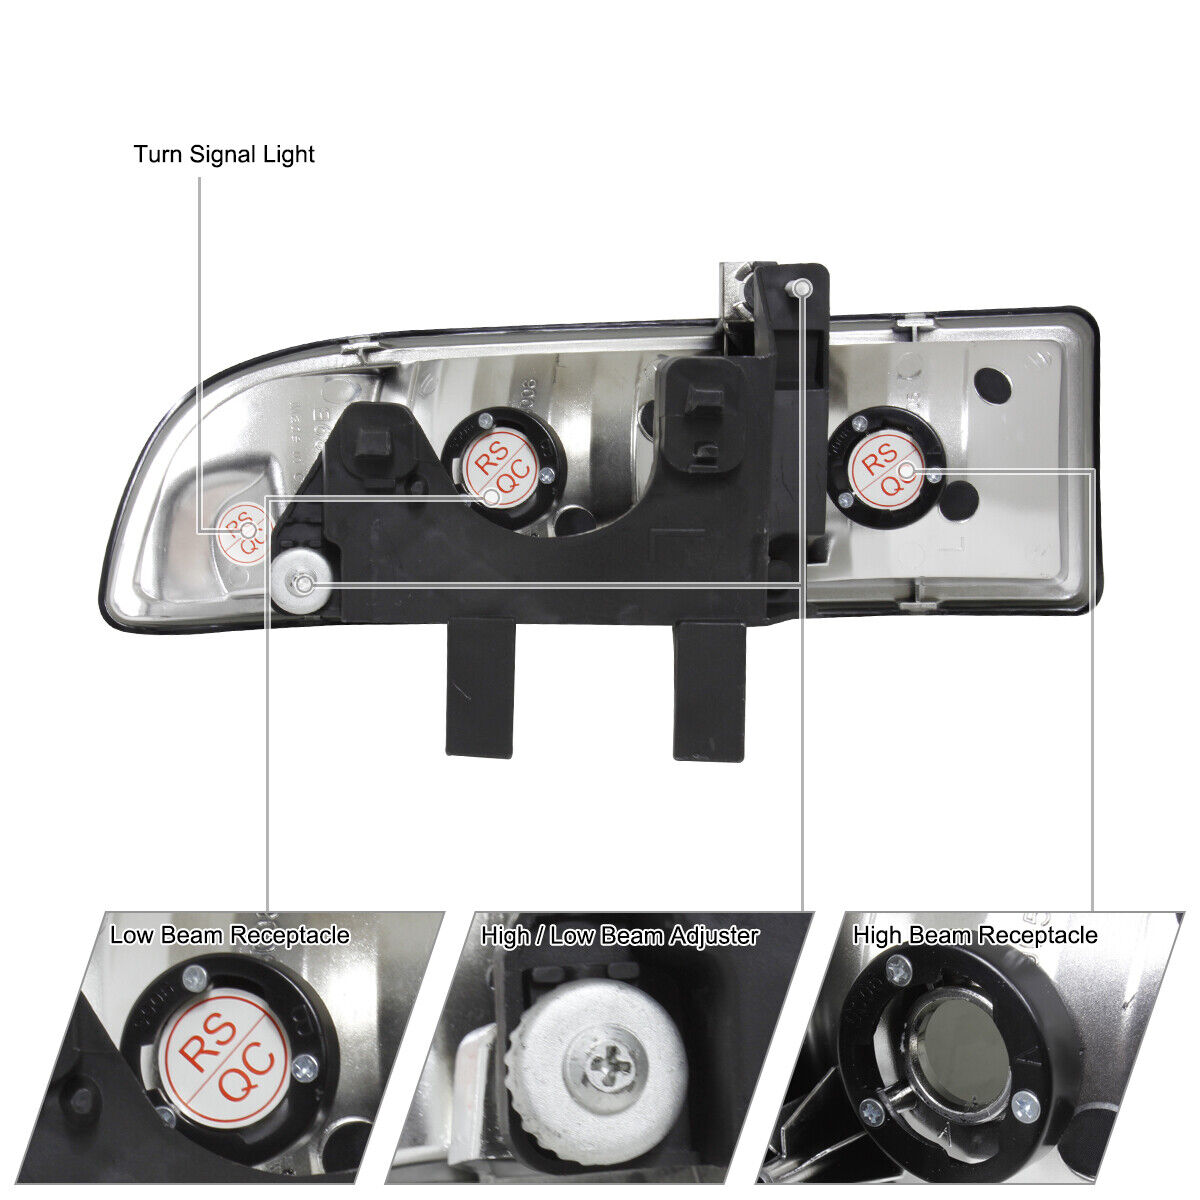 Turn Signal Light
RS
QC
RS
QC
RS
QC
L
Low Beam Receptacle
High / Low Beam Adjuster
High Beam Receptacle
RS
QC